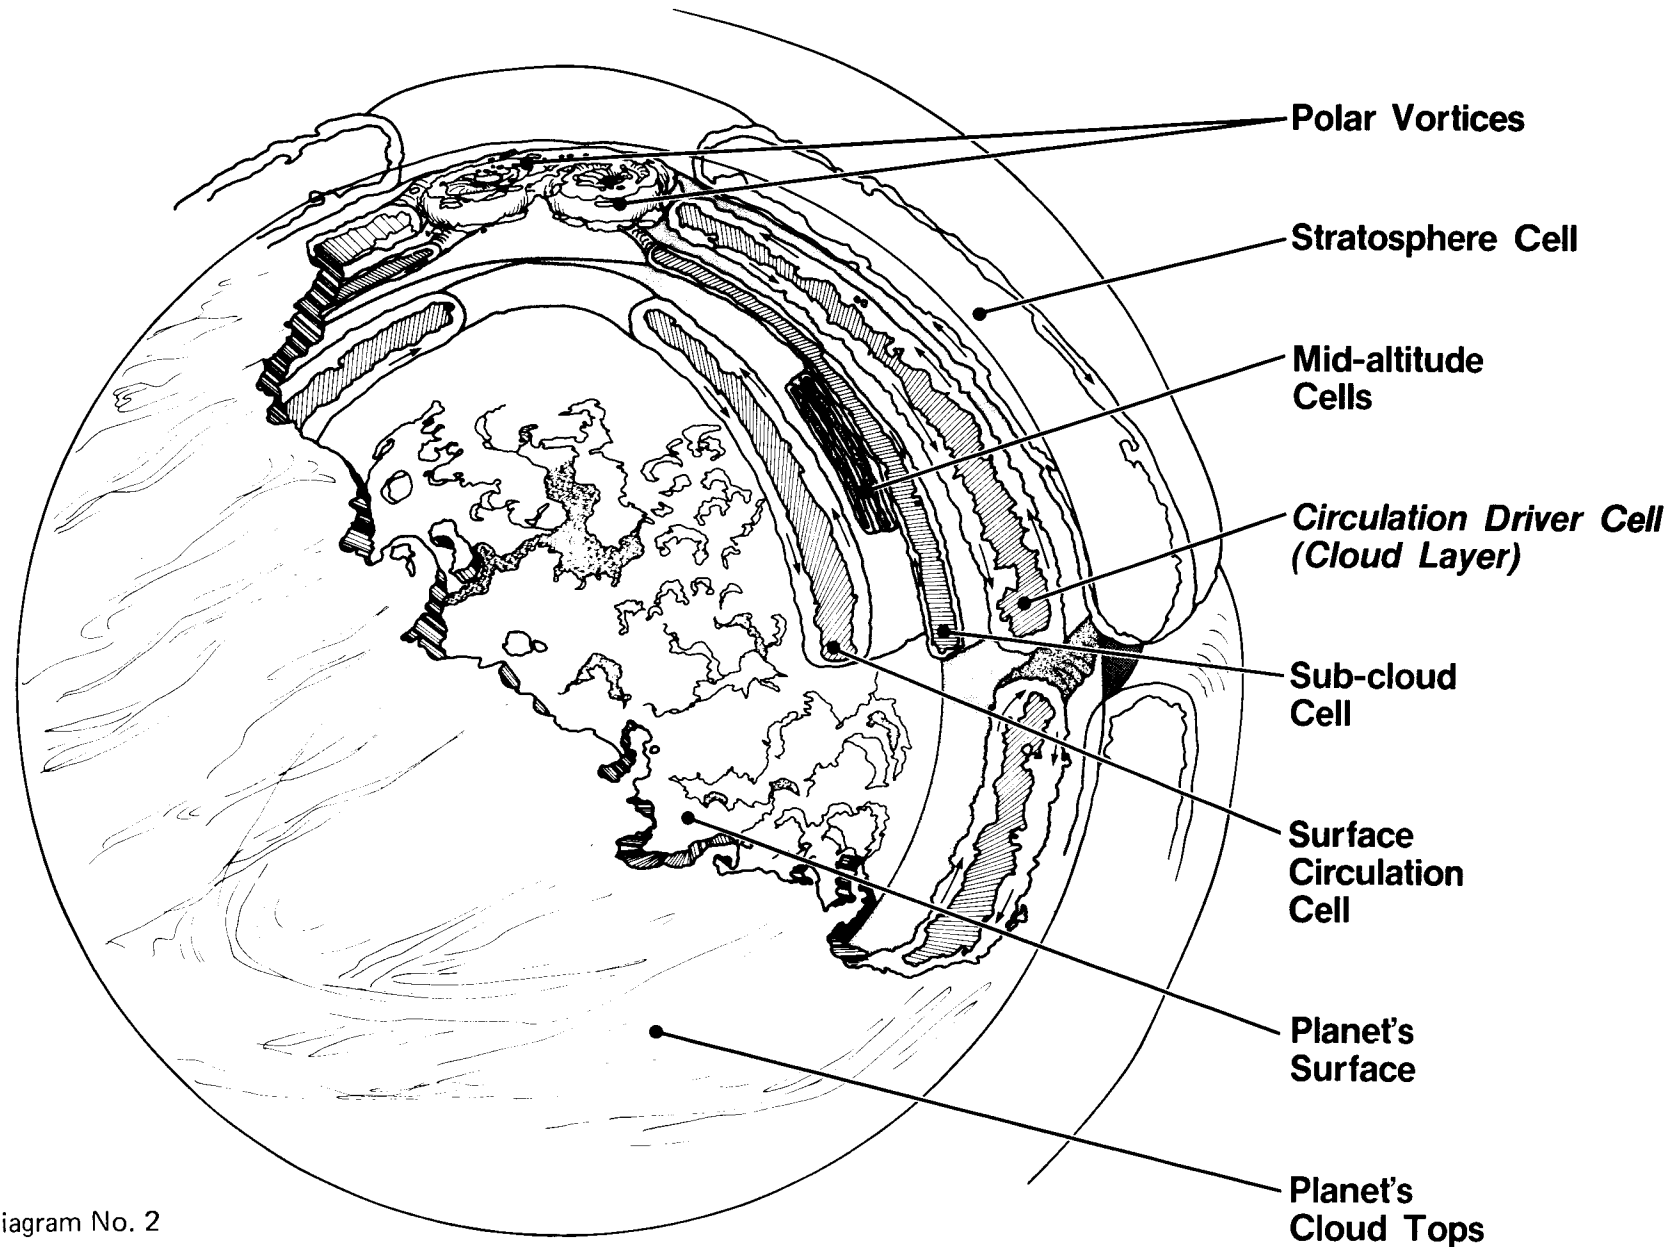 Polar Vortices
Stratosphere Cell
Mid-altitude
Cells
Circulation Driver Cell
(Cloud Layer)
Sub-cloud
Cell
Surface
Circulation
Cell
Planet's
Surface
Planet's
Cloud Tops
iagram No. 2